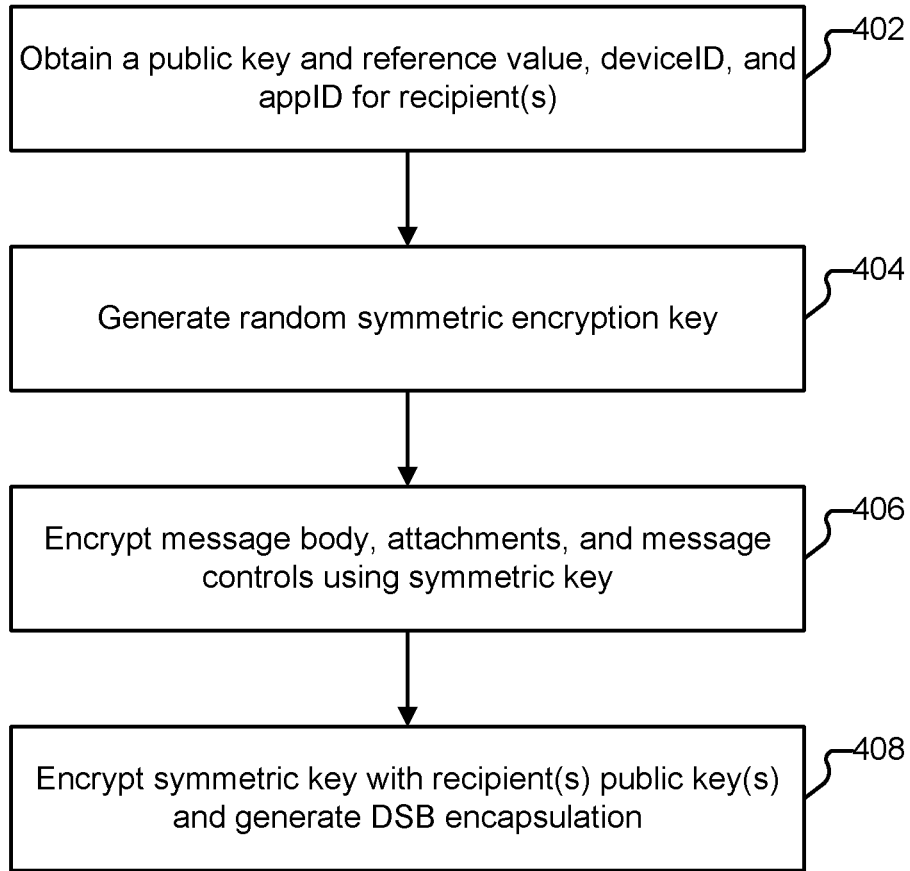 Obtain a public key and reference value, deviceID, and
appID for recipient(s)
402
Generate random symmetric encryption key
404
Encrypt message body, attachments, and message
controls using symmetric key
406
Encrypt symmetric key with recipient(s) public key(s)
and generate DSB encapsulation
408